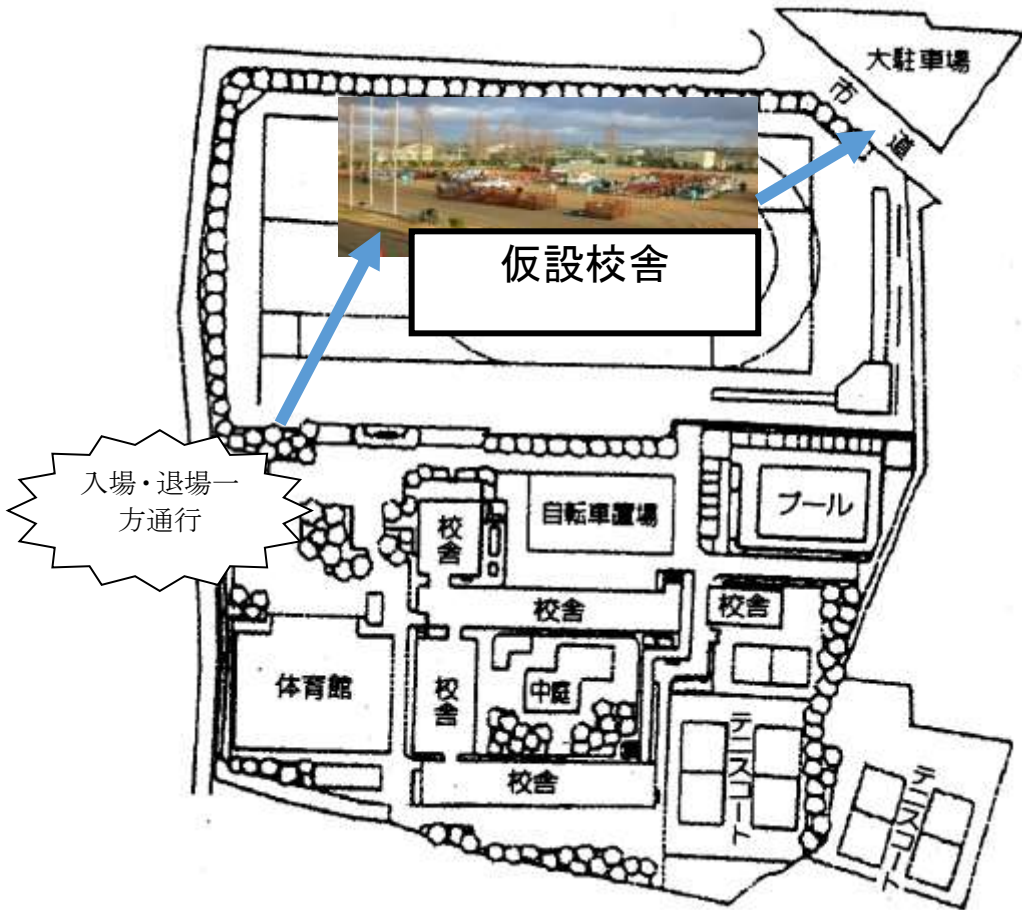 大駐車場
市道
仮設校舎
入場・退場一
方通行
校舎
自転車置場
プール
校舎
校舎
体育館
校舎
中庭
テニスコート
校舎
テニスコート